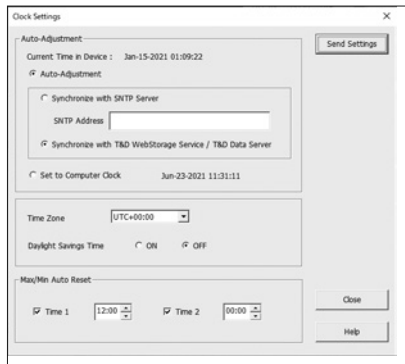 Clock Settings
Auto-Adjustment
Send Settings
Current Time in Device : Jan-15-2021 01:09:22
Auto-Adjustment
Synchronize with SNTP Server
SNTP Address
Synchronize with T&D WebStorage Service / T&D Data Server
Set to Computer Clock Jun-23-2021 11:31:11
Time Zone UTC+00:00
Daylight Savings Time ON OFF
Max/Min Auto Reset
Time 1 12:00 Time 2 00:00
Close
Help